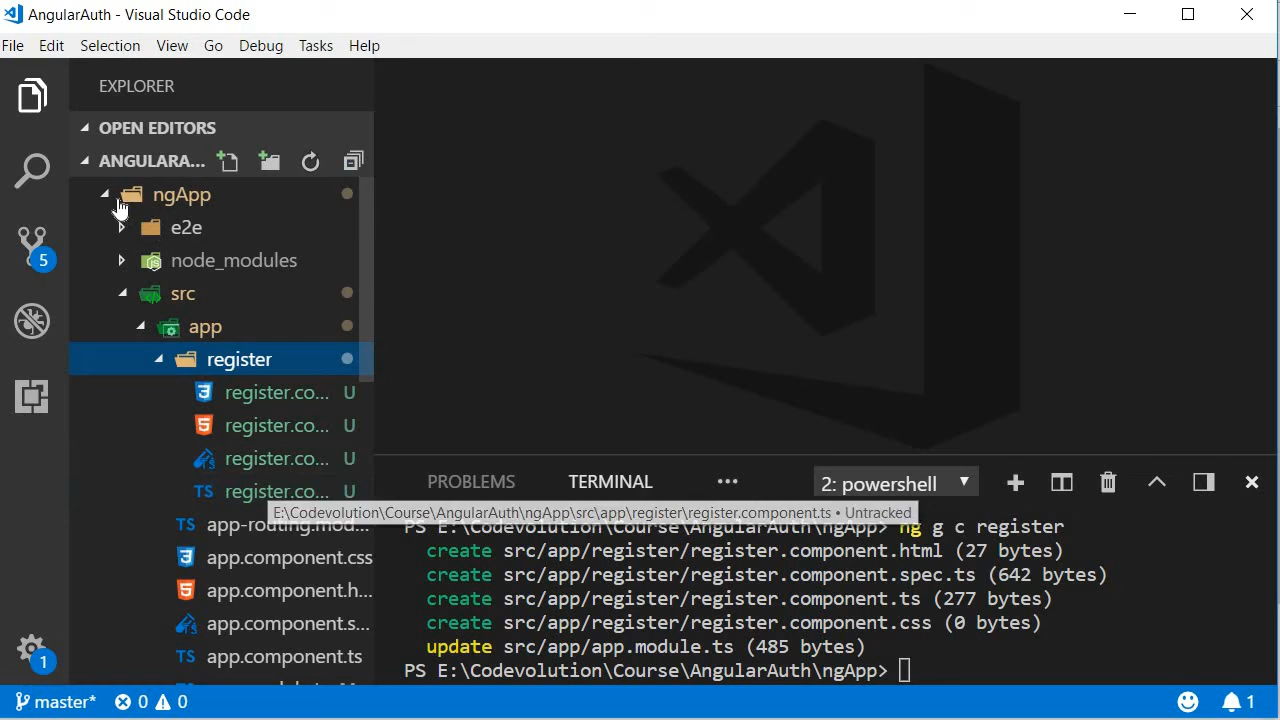 AngularAuth - Visual Studio Code
File Edit Selection View Go Debug Tasks Help
EXPLORER
OPEN EDITORS
ANGULARA...
ngApp
e2e
node_modules
src
app
register
register.co... U
register.co... U
register.co... U
TS register.co... U
E:\Codevolution\Course\AngularAuth\ngApp\src\app\register\register.component.ts • Untracked
TS app-routing.mod...
app.component.css
app.component.h...
app.component.s...
TS app.component.ts
5
1
PROBLEMS TERMINAL ... 2: powershell
PS E:\Codevolution\Course\AngularAuth\ngApp> ng g c register
create src/app/register/register.component.html (27 bytes)
create src/app/register/register.component.spec.ts (642 bytes)
create src/app/register/register.component.ts (277 bytes)
create src/app/register/register.component.css (0 bytes)
update src/app/app.module.ts (485 bytes)
PS E:\Codevolution\Course\AngularAuth\ngApp>
master* 0 0 1